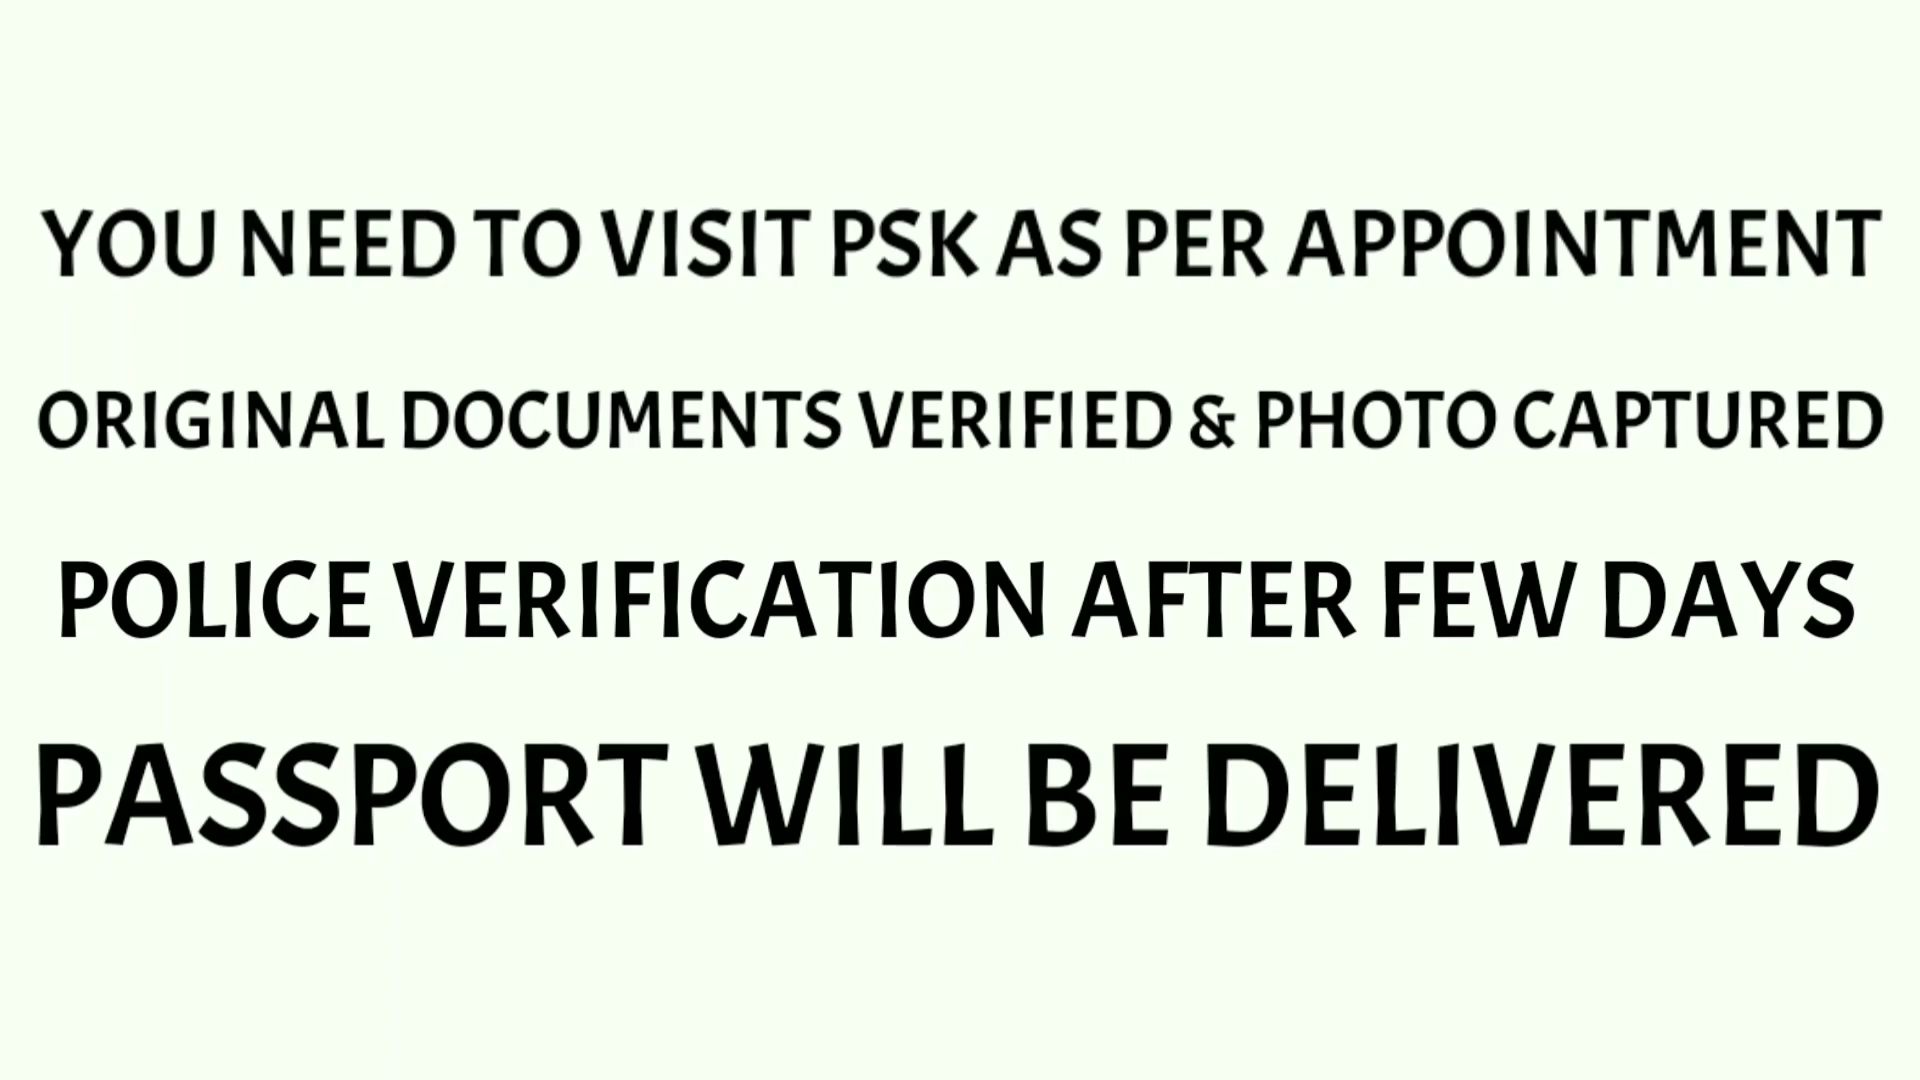 YOU NEED TO VISIT PSK AS PER APPOINTMENT
ORIGINAL DOCUMENTS VERIFIED & PHOTO CAPTURED
POLICE VERIFICATION AFTER FEW DAYS
PASSPORT WILL BE DELIVERED